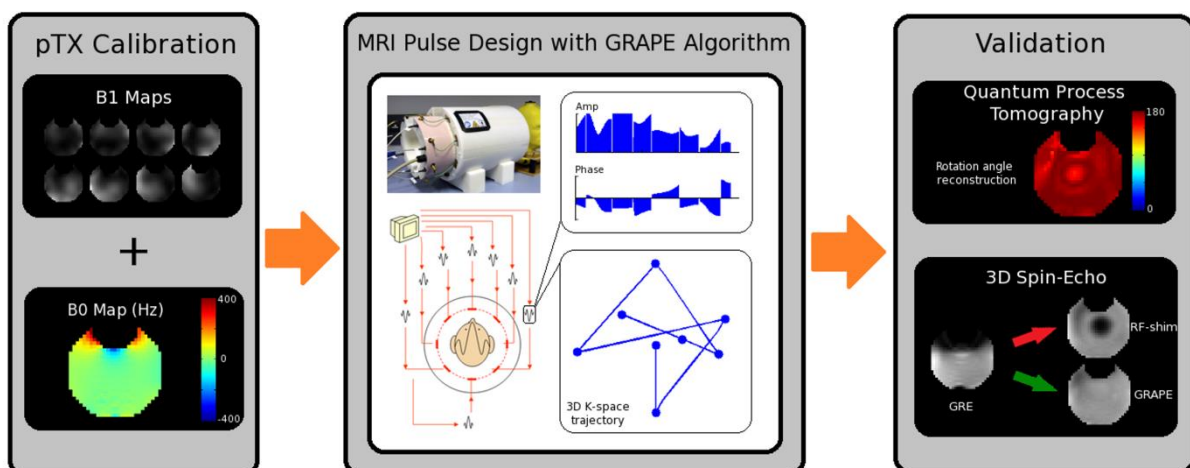 pTX Calibration
B1 Maps
+
B0 Map (Hz)
400
0
-400
MRI Pulse Design with GRAPE Algorithm
Amp
Phase
3D K-space
trajectory
Validation
Quantum Process
Tomography
180
Rotation angle
reconstruction
0
3D Spin-Echo
RF-shim
GRE
GRAPE